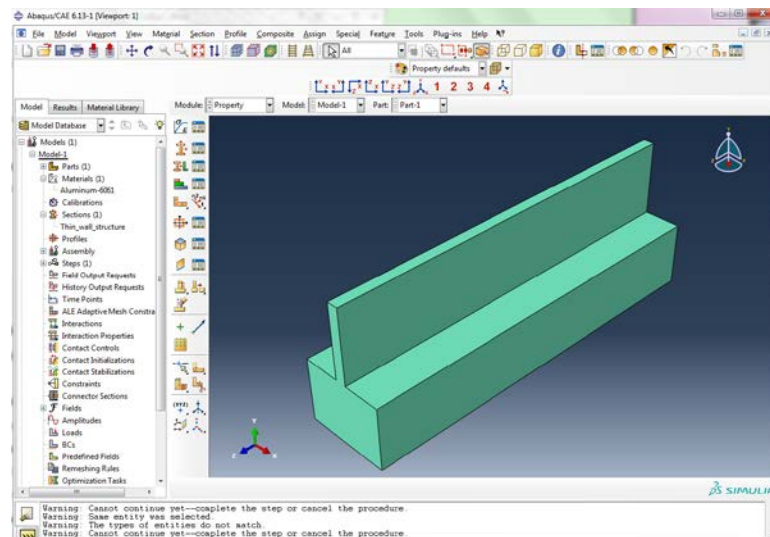 Abaqus/CAE 6.13-1 [Viewport: 1]
File Model Viewport View Material Section Profile Composite Assign Special Feature Tools Plug-ins Help
All
Property defaults
1 2 3 4
Model Results Material Library
Module: Property Model: Model-1 Part: Part-1
Model Database
Models (1)
Model-1
Parts (1)
Materials (1)
Aluminium-6061
Calibrations
Sections (1)
Thin_wall_structure
Profiles
Assembly
Steps (1)
Field Output Requests
History Output Requests
Time Points
ALE Adaptive Mesh Constra
Interactions
Interaction Properties
Contact Controls
Contact Initializations
Contact Stabilizations
Constraints
Connector Sections
Fields
Amplitudes
Loads
BCs
Predefined Fields
Remeshing Rules
Optimization Tasks
Y
Z
X
SIMULIA
Warning: Cannot continue yet--complete the step or cancel the procedure.
Warning: Same entity was selected.
Warning: The types of entities do not match.
Warning: Cannot continue yet--complete the step or cancel the procedure.